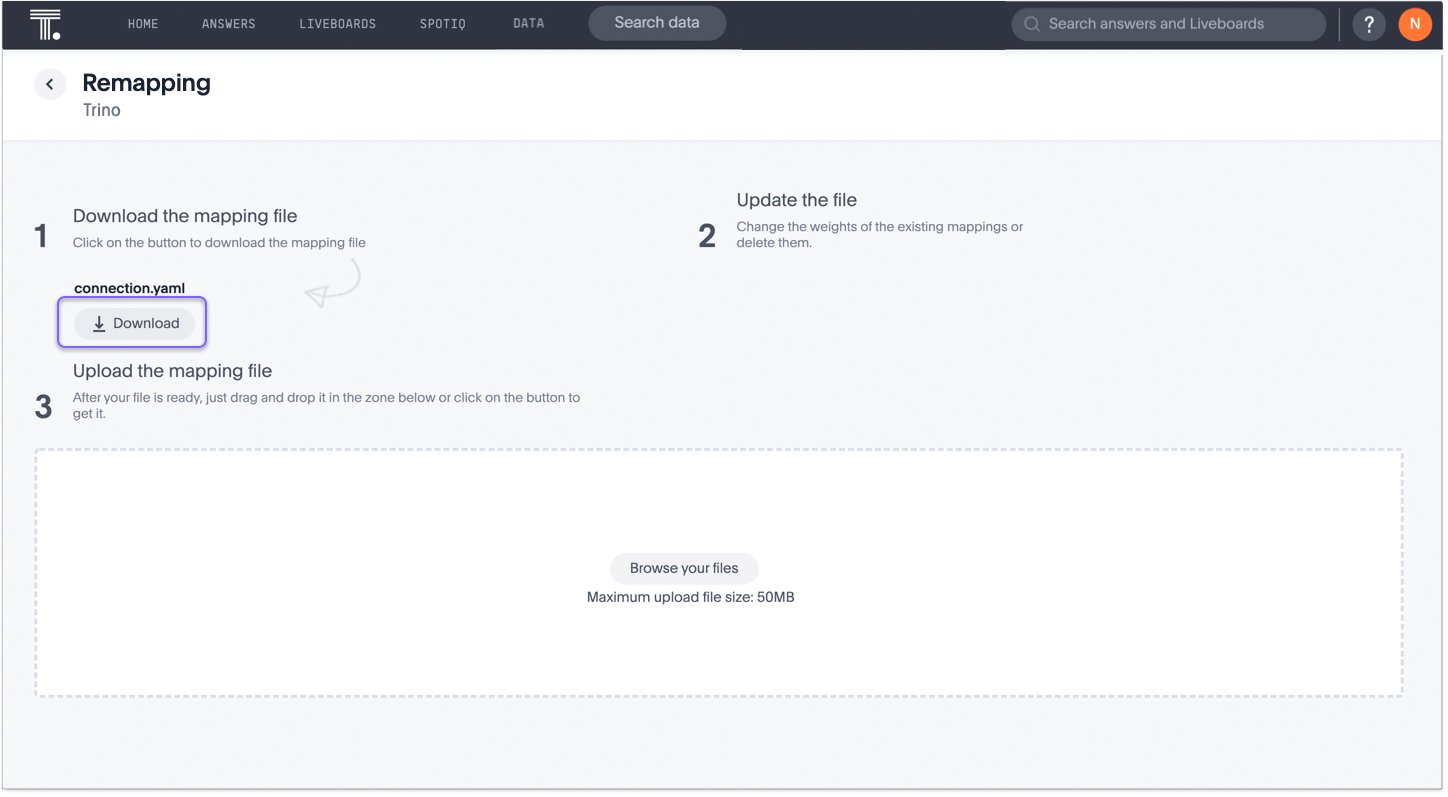 T.
HOME ANSWERS LIVEBOARDS SPOTIQ DATA Search data Search answers and Liveboards ? N
Remapping
Trino
1
Download the mapping file
Click on the button to download the mapping file
connection.yaml
Download
2
Update the file
Change the weights of the existing mappings or
delete them.
3
Upload the mapping file
After your file is ready, just drag and drop it in the zone below or click on the button to
get it.
Browse your files
Maximum upload file size: 50MB